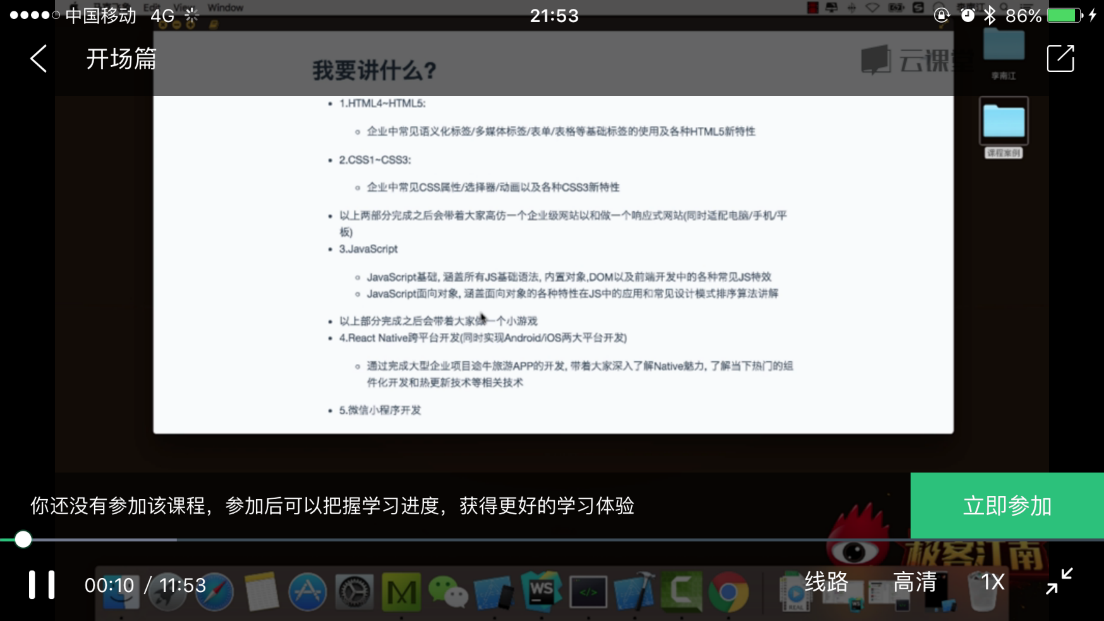 中国移动 4G 21:53 86%
Edit View Window
开场篇
我要讲什么?
云课堂
李南江
1.HTML4~HTML5:
企业中常见语义化标签/多媒体标签/表单/表格等基础标签的使用及各种HTML5新特性
课程案例
2.CSS1~CSS3:
企业中常见CSS属性/选择器/动画以及各种CSS3新特性
以上两部分完成之后会带着大家高仿一个企业级网站以和做一个响应式网站(同时适配电脑/手机/平
板)
3.JavaScript
JavaScript基础, 涵盖所有JS基础语法, 内置对象,DOM以及前端开发中的各种常见JS特效
JavaScript面向对象, 涵盖面向对象的各种特性在JS中的应用和常见设计模式排序算法讲解
以上部分完成之后会带着大家做一个小游戏
4.React Native跨平台开发(同时实现Android/iOS两大平台开发)
通过完成大型企业项目途牛旅游APP的开发, 带着大家深入了解Native魅力, 了解当下热门的组
件化开发和热更新技术等相关技术
5.微信小程序开发
你还没有参加该课程，参加后可以把握学习进度，获得更好的学习体验
立即参加
极客江南
00:10 / 11:53
WS
线路 高清 1X